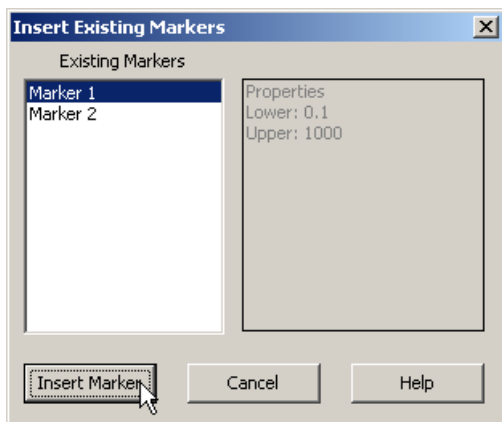 Insert Existing Markers
Existing Markers
Marker 1
Marker 2
Properties
Lower: 0.1
Upper: 1000
Insert Marker
Cancel
Help